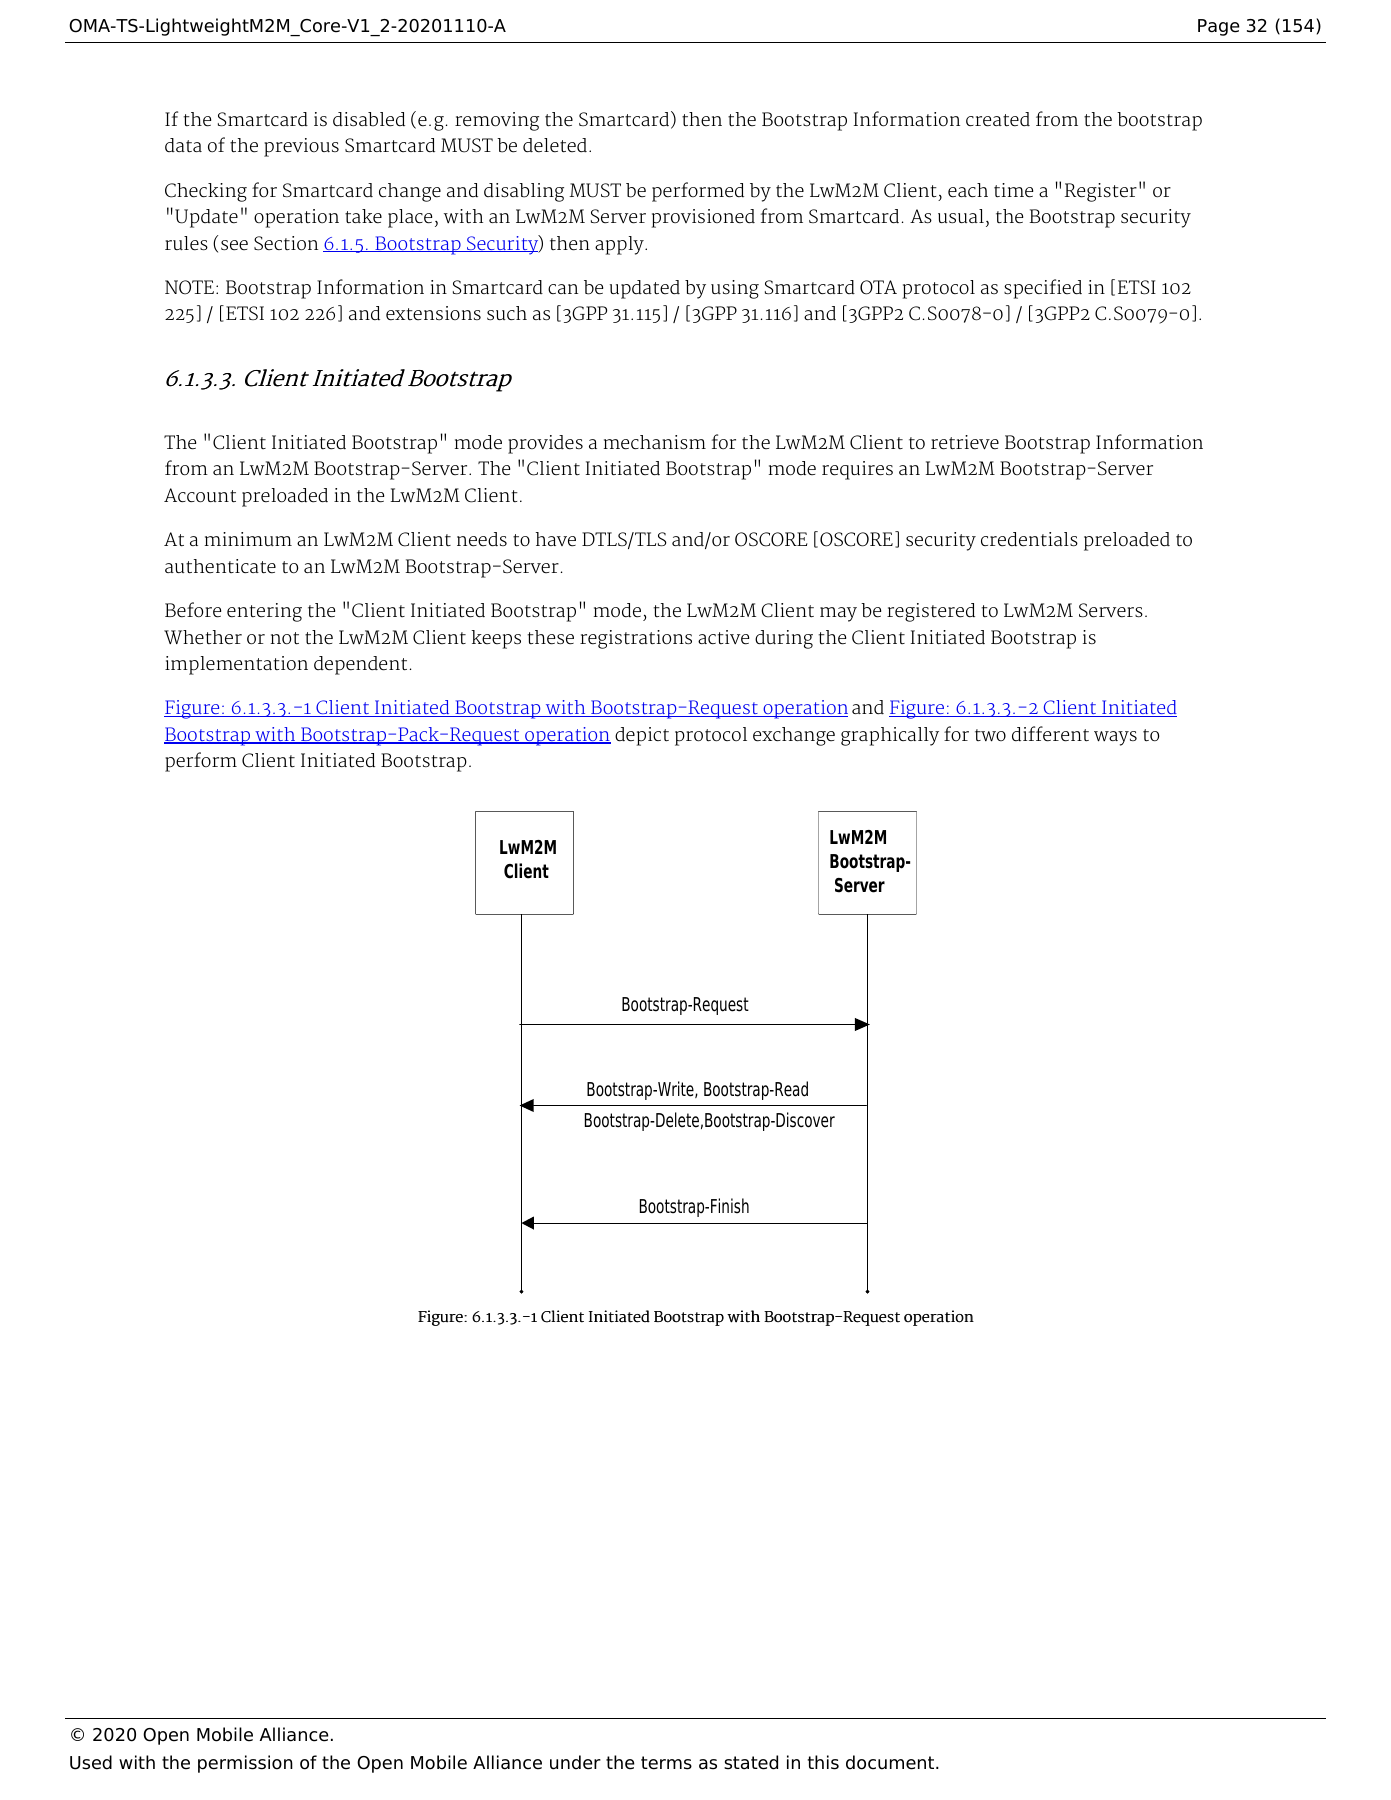 OMA-TS-LightweightM2M_Core-V1_2-20201110-A Page 32 (154)
If the Smartcard is disabled (e.g. removing the Smartcard) then the Bootstrap Information created from the bootstrap
data of the previous Smartcard MUST be deleted.
Checking for Smartcard change and disabling MUST be performed by the LwM2M Client, each time a "Register" or
"Update" operation take place, with an LwM2M Server provisioned from Smartcard. As usual, the Bootstrap security
rules (see Section 6.1.5. Bootstrap Security) then apply.
NOTE: Bootstrap Information in Smartcard can be updated by using Smartcard OTA protocol as specified in [ETSI 102
225] / [ETSI 102 226] and extensions such as [3GPP 31.115] / [3GPP 31.116] and [3GPP2 C.S0078-0] / [3GPP2 C.S0079-0].
6.1.3.3. Client Initiated Bootstrap
The "Client Initiated Bootstrap" mode provides a mechanism for the LwM2M Client to retrieve Bootstrap Information
from an LwM2M Bootstrap-Server. The "Client Initiated Bootstrap" mode requires an LwM2M Bootstrap-Server
Account preloaded in the LwM2M Client.
At a minimum an LwM2M Client needs to have DTLS/TLS and/or OSCORE [OSCORE] security credentials preloaded to
authenticate to an LwM2M Bootstrap-Server.
Before entering the "Client Initiated Bootstrap" mode, the LwM2M Client may be registered to LwM2M Servers.
Whether or not the LwM2M Client keeps these registrations active during the Client Initiated Bootstrap is
implementation dependent.
Figure: 6.1.3.3.-1 Client Initiated Bootstrap with Bootstrap-Request operation and Figure: 6.1.3.3.-2 Client Initiated
Bootstrap with Bootstrap-Pack-Request operation depict protocol exchange graphically for two different ways to
perform Client Initiated Bootstrap.
LwM2M
Client
LwM2M
Bootstrap-
Server
Bootstrap-Request
Bootstrap-Write, Bootstrap-Read
Bootstrap-Delete,Bootstrap-Discover
Bootstrap-Finish
Figure: 6.1.3.3.-1 Client Initiated Bootstrap with Bootstrap-Request operation
© 2020 Open Mobile Alliance.
Used with the permission of the Open Mobile Alliance under the terms as stated in this document.